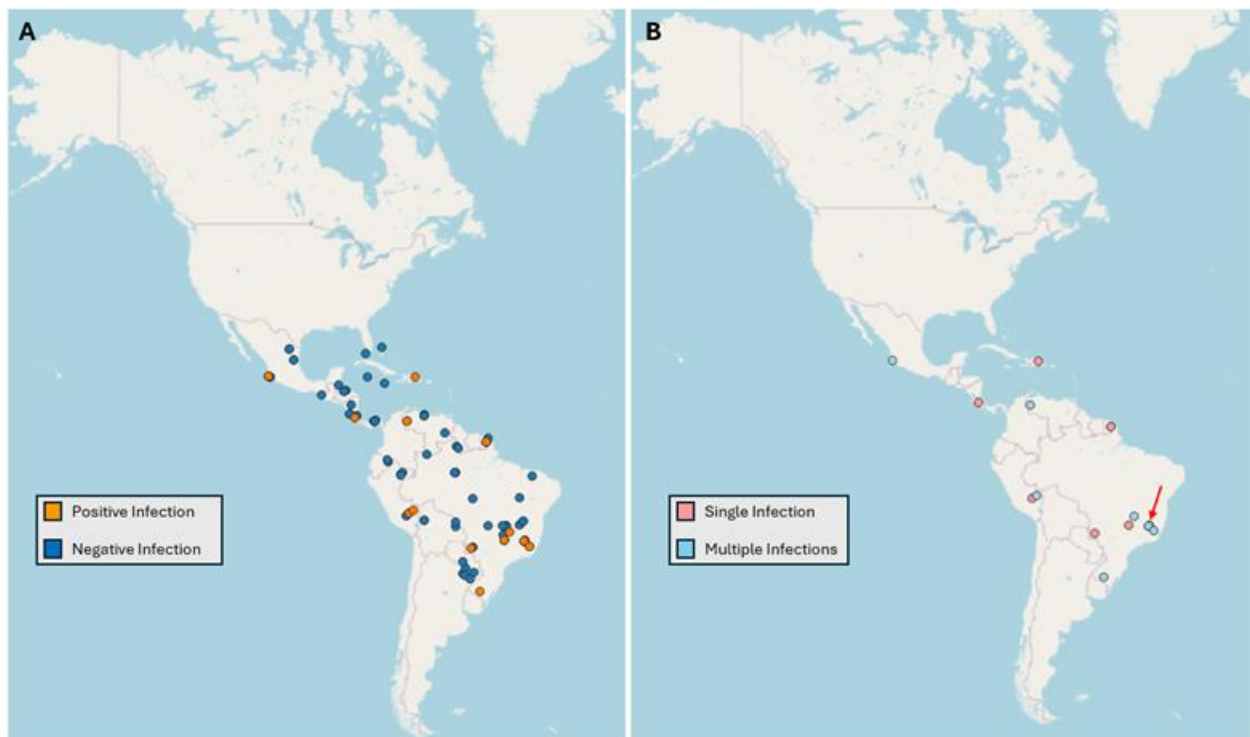 A
Positive Infection
Negative Infection
B
Single Infection
Multiple Infections